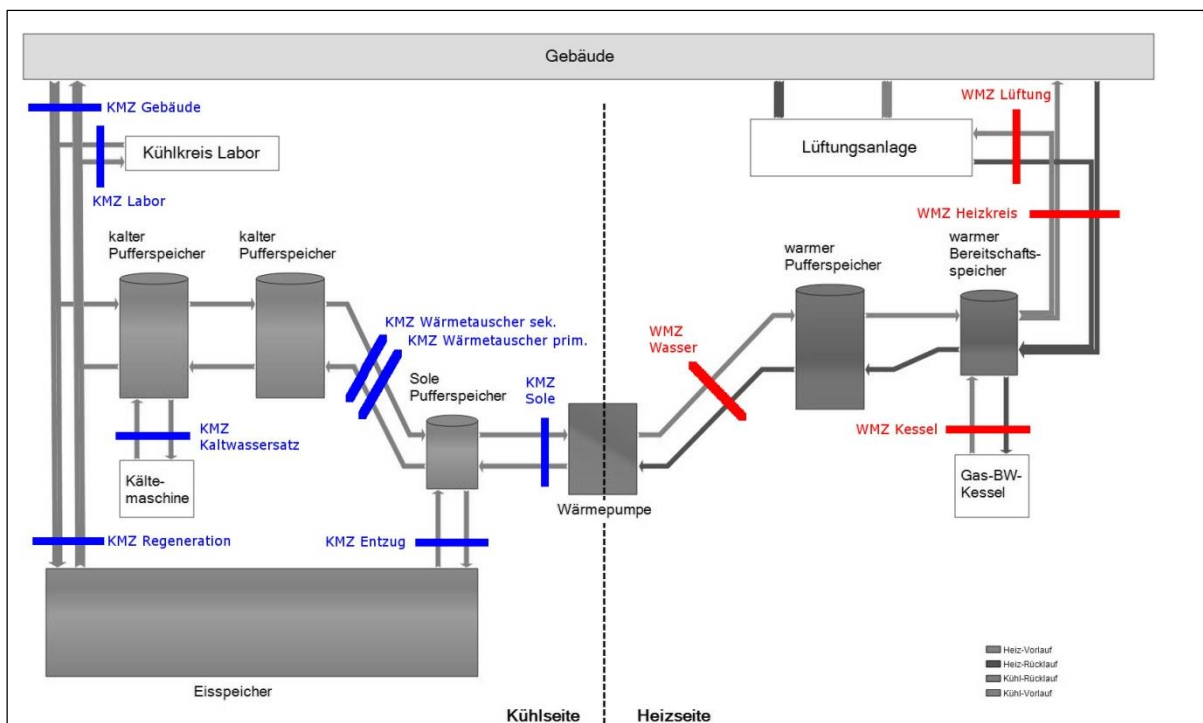 Gebäude
KMZ Gebäude
WMZ Lüftung
Kühlkreis Labor
Lüftungsanlage
KMZ Labor
WMZ Heizkreis
kalter
Pufferspeicher
kalter
Pufferspeicher
warmer
Pufferspeicher
warmer
Bereitschafts-
speicher
KMZ Wärmetauscher sek.
KMZ Wärmetauscher prim.
WMZ
Wasser
Sole
Pufferspeicher
KMZ
Sole
KMZ
Kaltwassersatz
WMZ Kessel
Kälte-
maschine
Wärmepumpe
Gas-BW-
Kessel
KMZ Regeneration
KMZ Entzug
Eisspeicher
Heiz-Vorlauf
Heiz-Rücklauf
Kühl-Rücklauf
Kühl-Vorlauf
Kühlseite
Heizseite